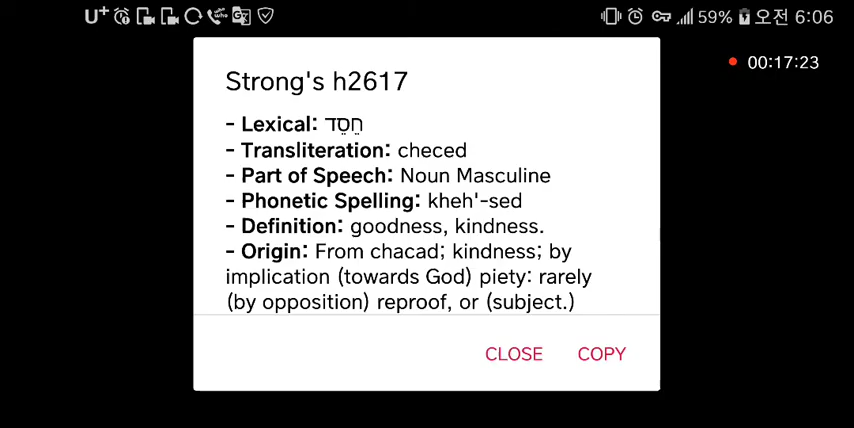 U+ 59% 오전 6:06
00:17:23
Strong's h2617
- Lexical: חֵסֵד
- Transliteration: checed
- Part of Speech: Noun Masculine
- Phonetic Spelling: kheh'-sed
- Definition: goodness, kindness.
- Origin: From chacad; kindness; by
implication (towards God) piety: rarely
(by opposition) reproof, or (subject.)
CLOSE COPY